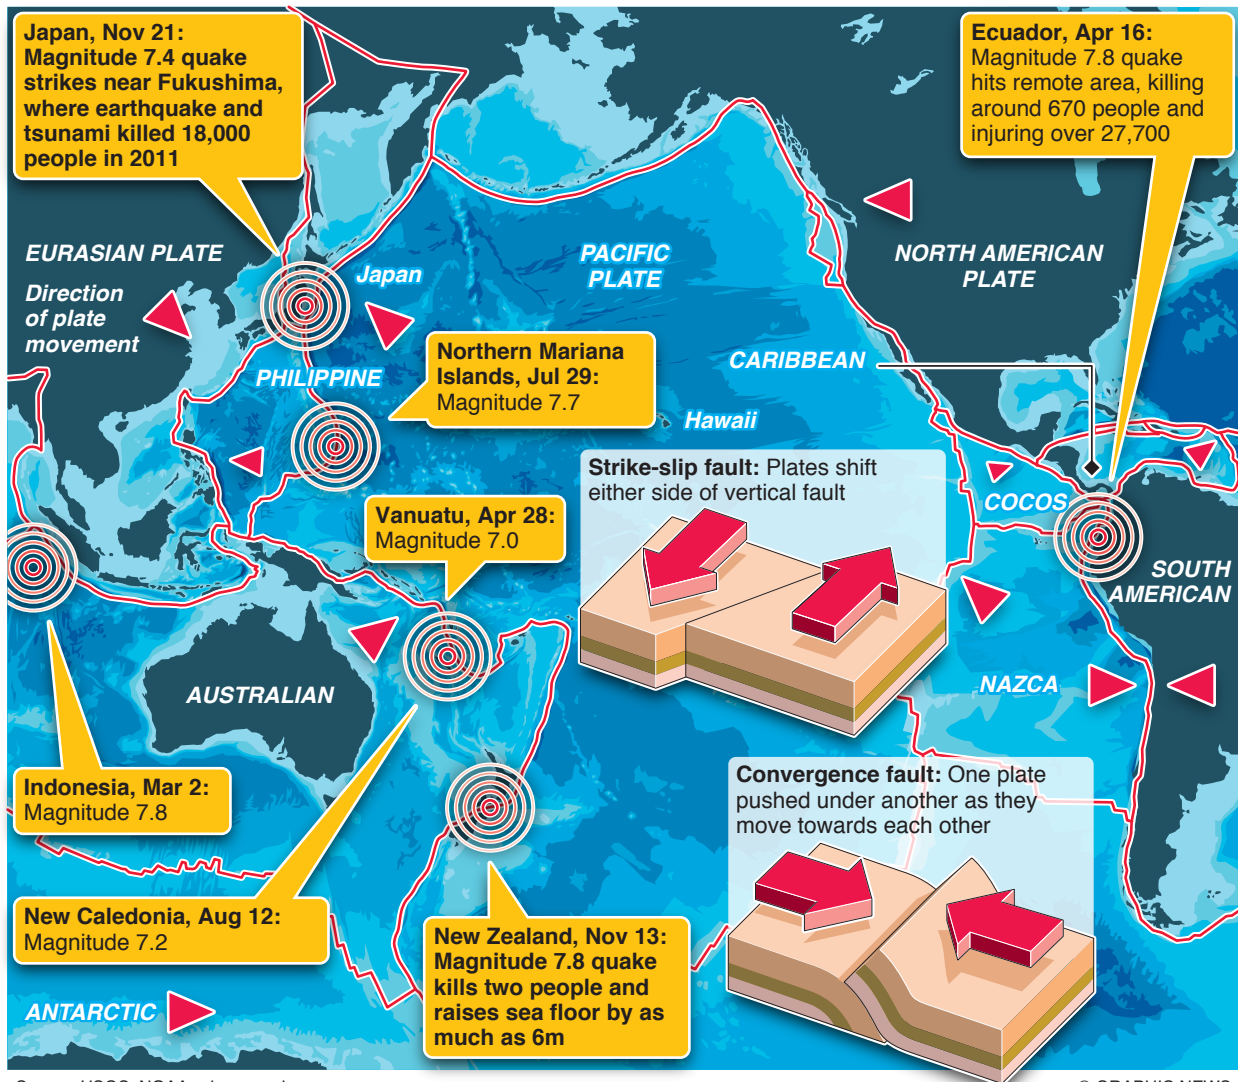 Japan, Nov 21:
Magnitude 7.4 quake
strikes near Fukushima,
where earthquake and
tsunami killed 18,000
people in 2011
Ecuador, Apr 16:
Magnitude 7.8 quake
hits remote area, killing
around 670 people and
injuring over 27,700
EURASIAN PLATE
Direction
of plate
movement
Japan
PACIFIC
PLATE
NORTH AMERICAN
PLATE
PHILIPPINE
Northern Mariana
Islands, Jul 29:
Magnitude 7.7
CARIBBEAN
Hawaii
Strike-slip fault: Plates shift
either side of vertical fault
COCOS
Vanuatu, Apr 28:
Magnitude 7.0
SOUTH
AMERICAN
AUSTRALIAN
NAZCA
Indonesia, Mar 2:
Magnitude 7.8
Convergence fault: One plate
pushed under another as they
move towards each other
New Caledonia, Aug 12:
Magnitude 7.2
New Zealand, Nov 13:
Magnitude 7.8 quake
kills two people and
raises sea floor by as
much as 6m
ANTARCTIC
© GRAPHIC NEWS